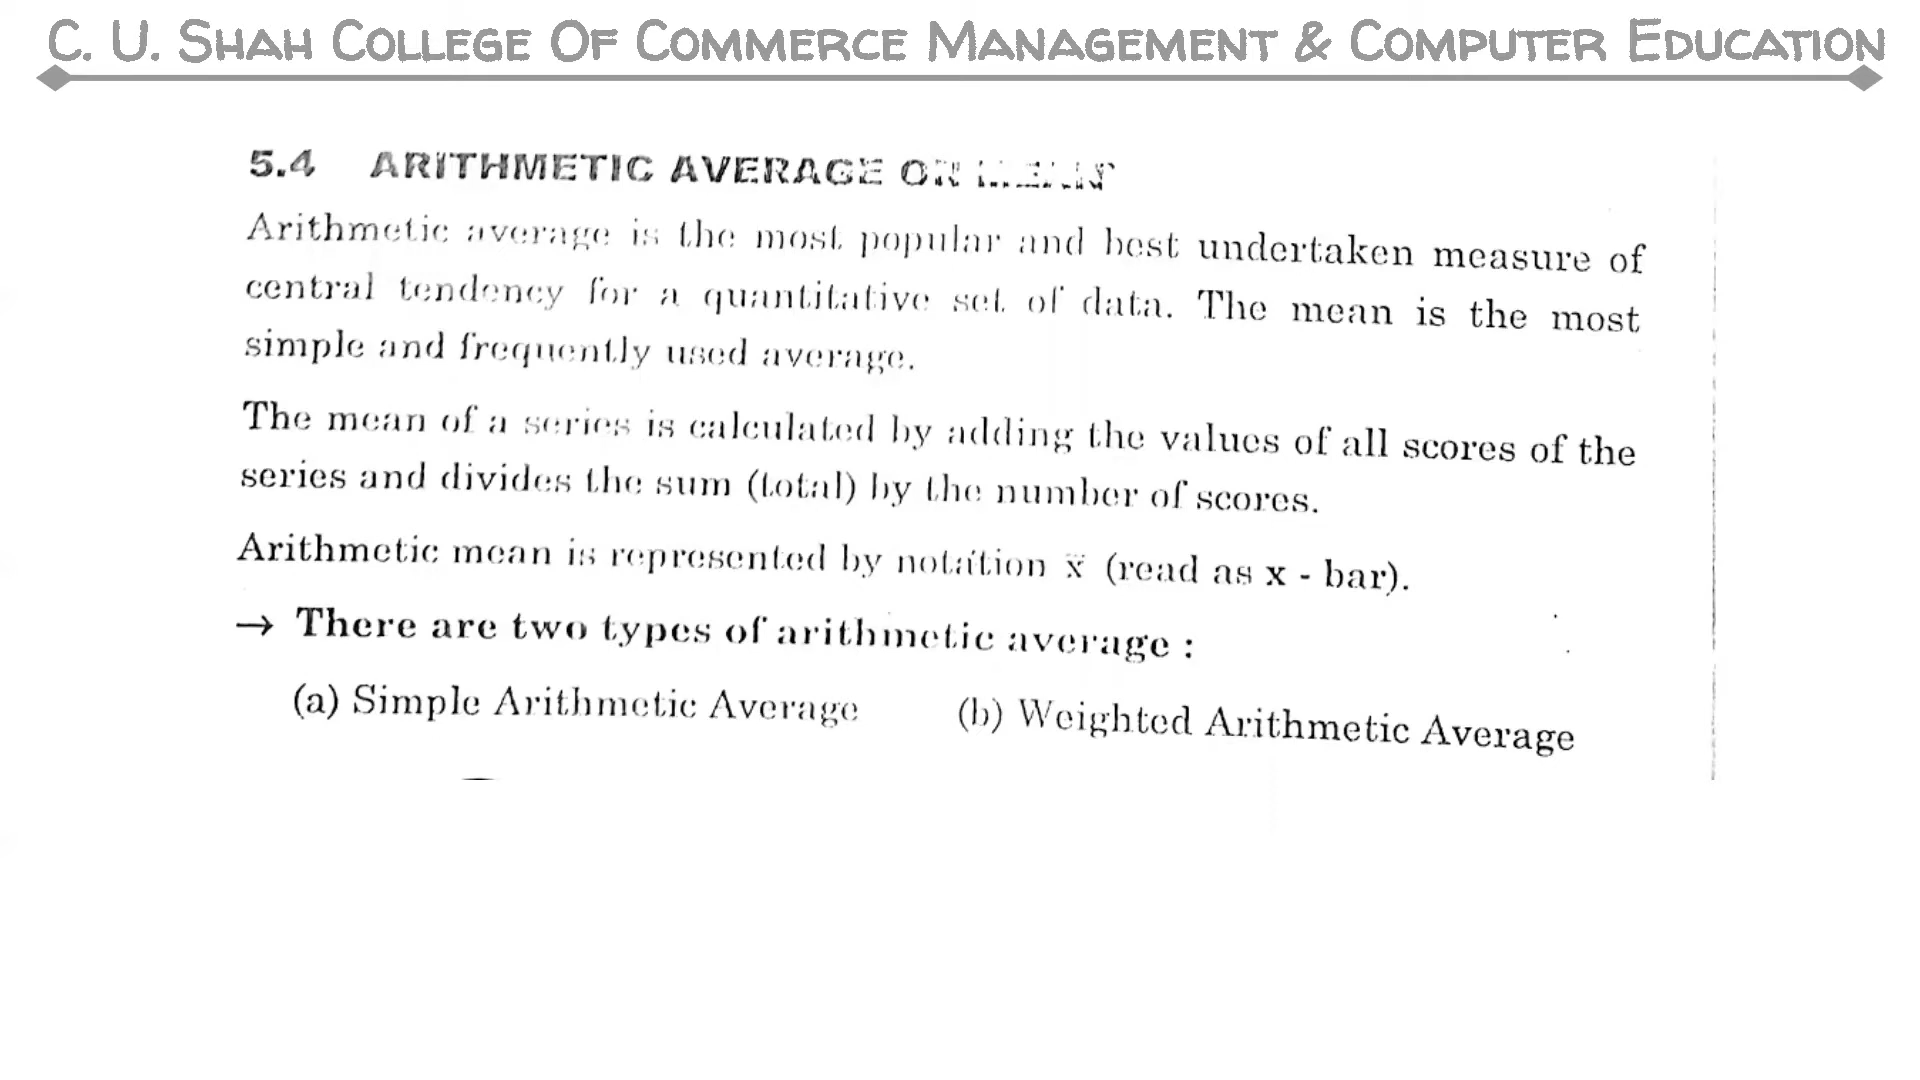 C. U. SHAH COLLEGE OF COMMERCE MANAGEMENT & COMPUTER EDUCATION
5.4 ARITHMETIC AVERAGE OR MEAN
Arithmetic average is the most popular and best undertaken measure of
central tendency for a quantitative set of data. The mean is the most
simple and frequently used average.
The mean of a series is calculated by adding the values of all scores of the
series and divides the sum (total) by the number of scores.
Arithmetic mean is represented by notation x̄ (read as x - bar).
→ There are two types of arithmetic average :
(a) Simple Arithmetic Average (b) Weighted Arithmetic Average